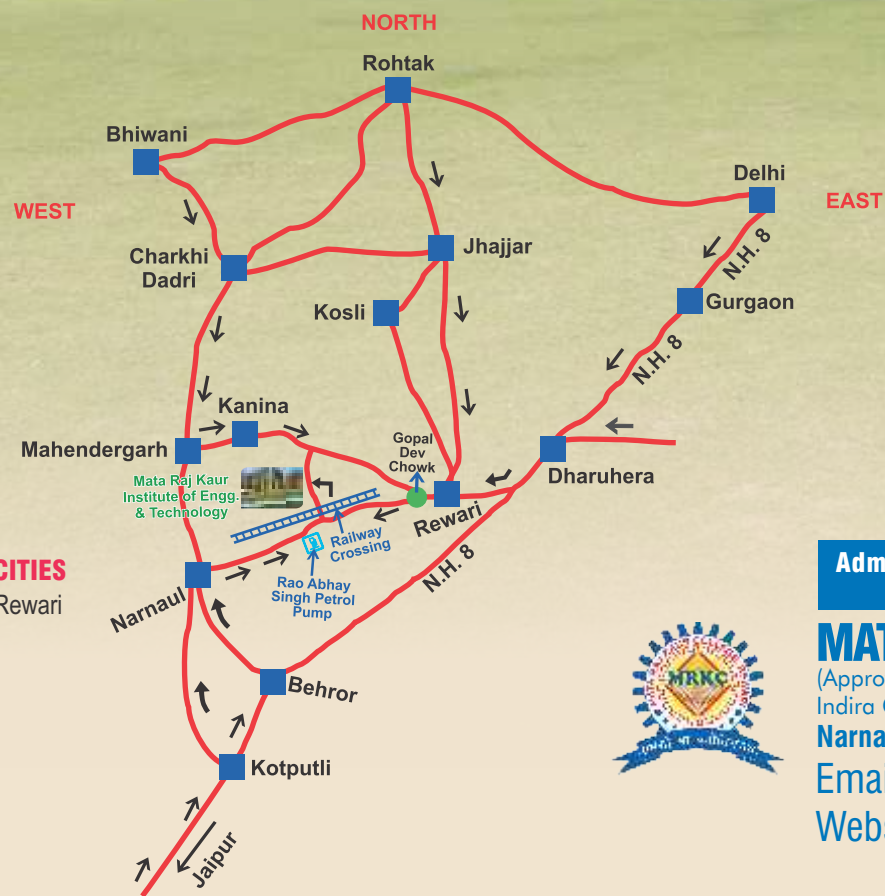 NORTH
Rohtak
Bhiwani
Delhi
WEST
EAST
Charkhi
Dadri
Jhajjar
N.H. 8
Kosli
Gurgaon
N.H. 8
Kanina
Mahendergarh
Gopal
Dev
Chowk
Dharuhera
Mata Raj Kaur
Institute of Engg.
& Technology
Rewari
Railway
Crossing
CITIES
Rewari
Narnaul
Rao Abhay
Singh Petrol
Pump
N.H. 8
Adm
MAT
(Appro
Indira
Narna
Emai
Webs
MRKC
Behror
Kotputli
Jaipur